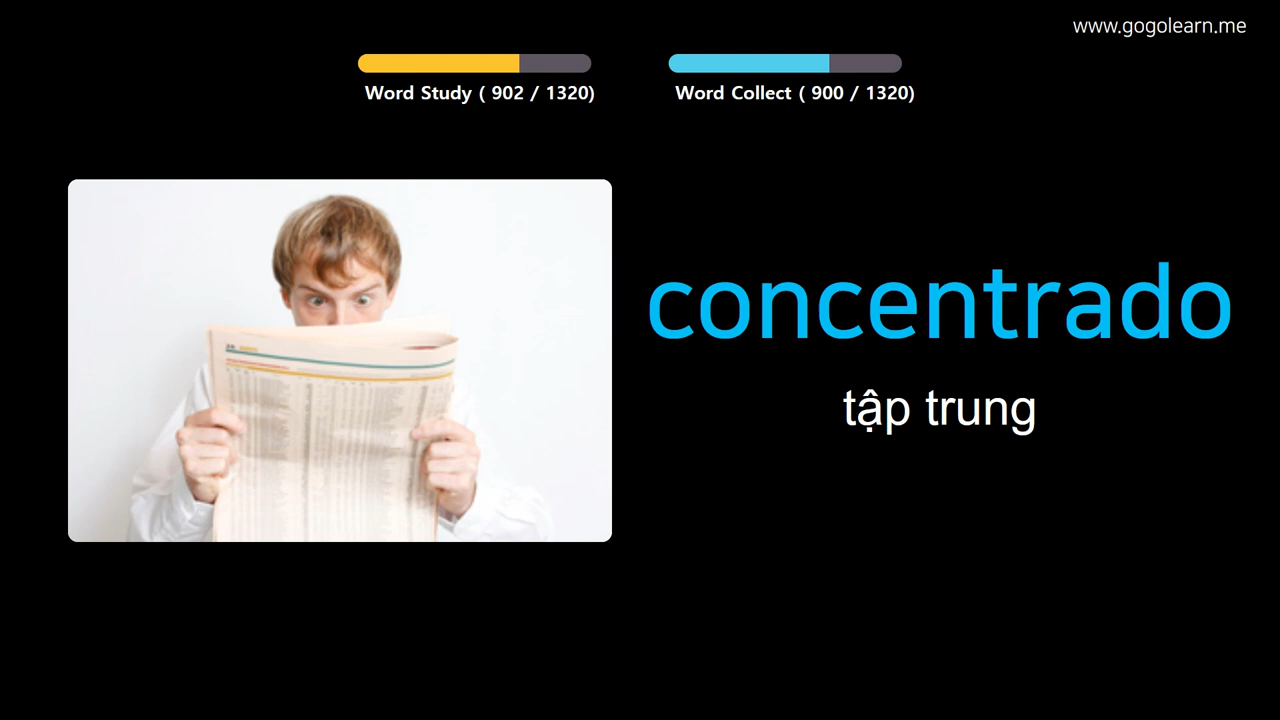 www.gogolearn.me
Word Study ( 902 / 1320)
Word Collect ( 900 / 1320)
concentrado
tập trung